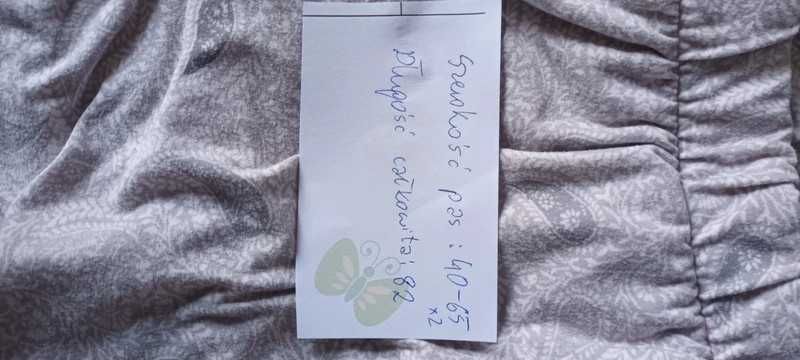 Szerokość pas : 40-65
x2
Długość całkowita: 82